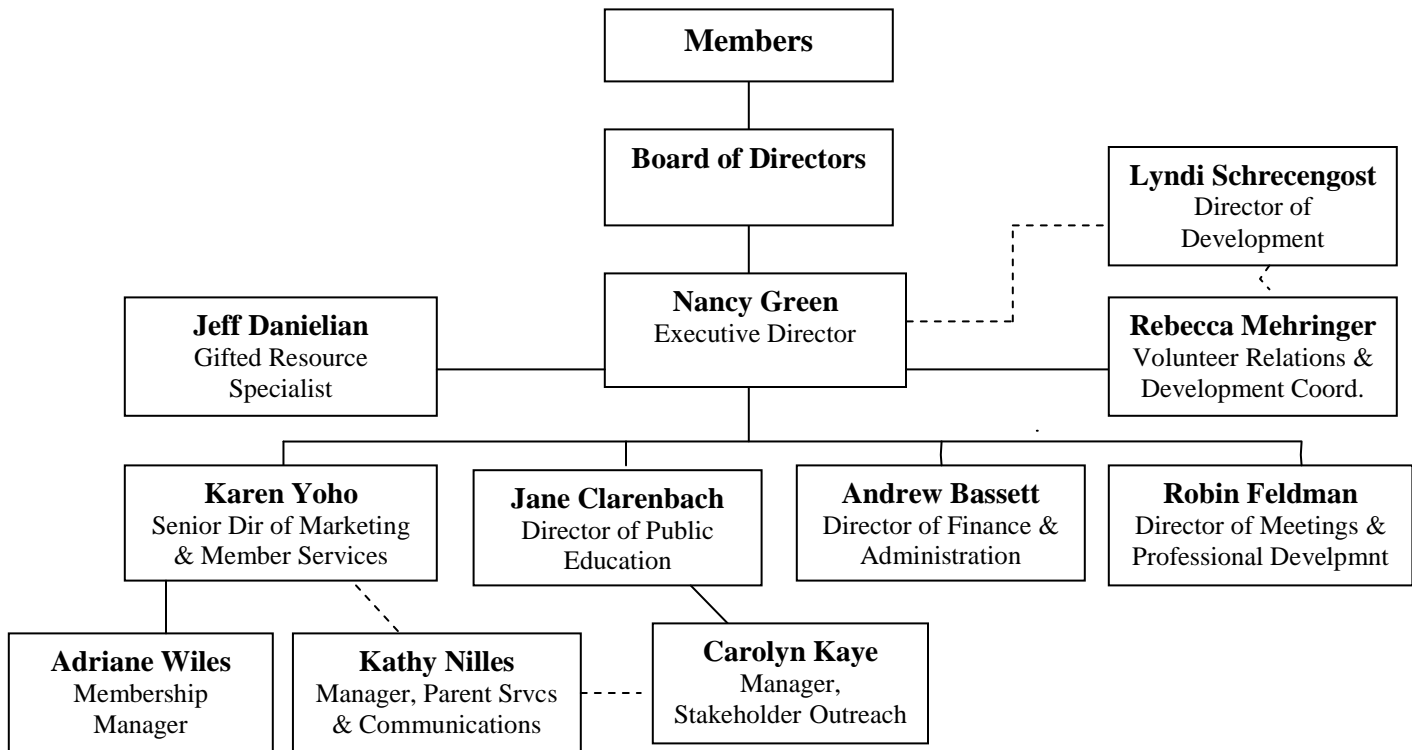 Members
Board of Directors
Lyndi Schrecengost
Director of
Development
Nancy Green
Executive Director
Jeff Danielian
Gifted Resource
Specialist
Rebecca Mehringer
Volunteer Relations &
Development Coord.
Karen Yoho
Senior Dir of Marketing
& Member Services
Jane Clarenbach
Director of Public
Education
Andrew Bassett
Director of Finance &
Administration
Robin Feldman
Director of Meetings &
Professional Develpmnt
Adriane Wiles
Membership
Manager
Kathy Nilles
Manager, Parent Srvcs
& Communications
Carolyn Kaye
Manager,
Stakeholder Outreach